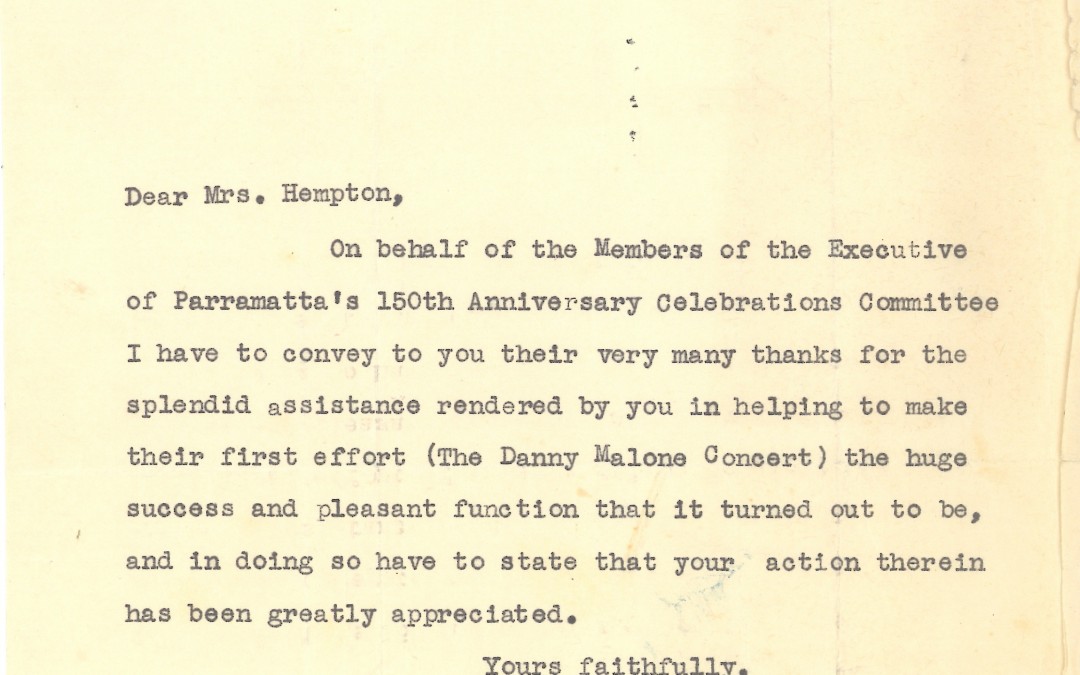 Dear Mrs. Hempton,
On behalf of the Members of the Executive
of Parramatta's 150th Anniversary Celebrations Committee
I have to convey to you their very many thanks for the
splendid assistance rendered by you in helping to make
their first effort (The Danny Malone Concert) the huge
success and pleasant function that it turned out to be,
and in doing so have to state that your action therein
has been greatly appreciated.
Yours faithfully.